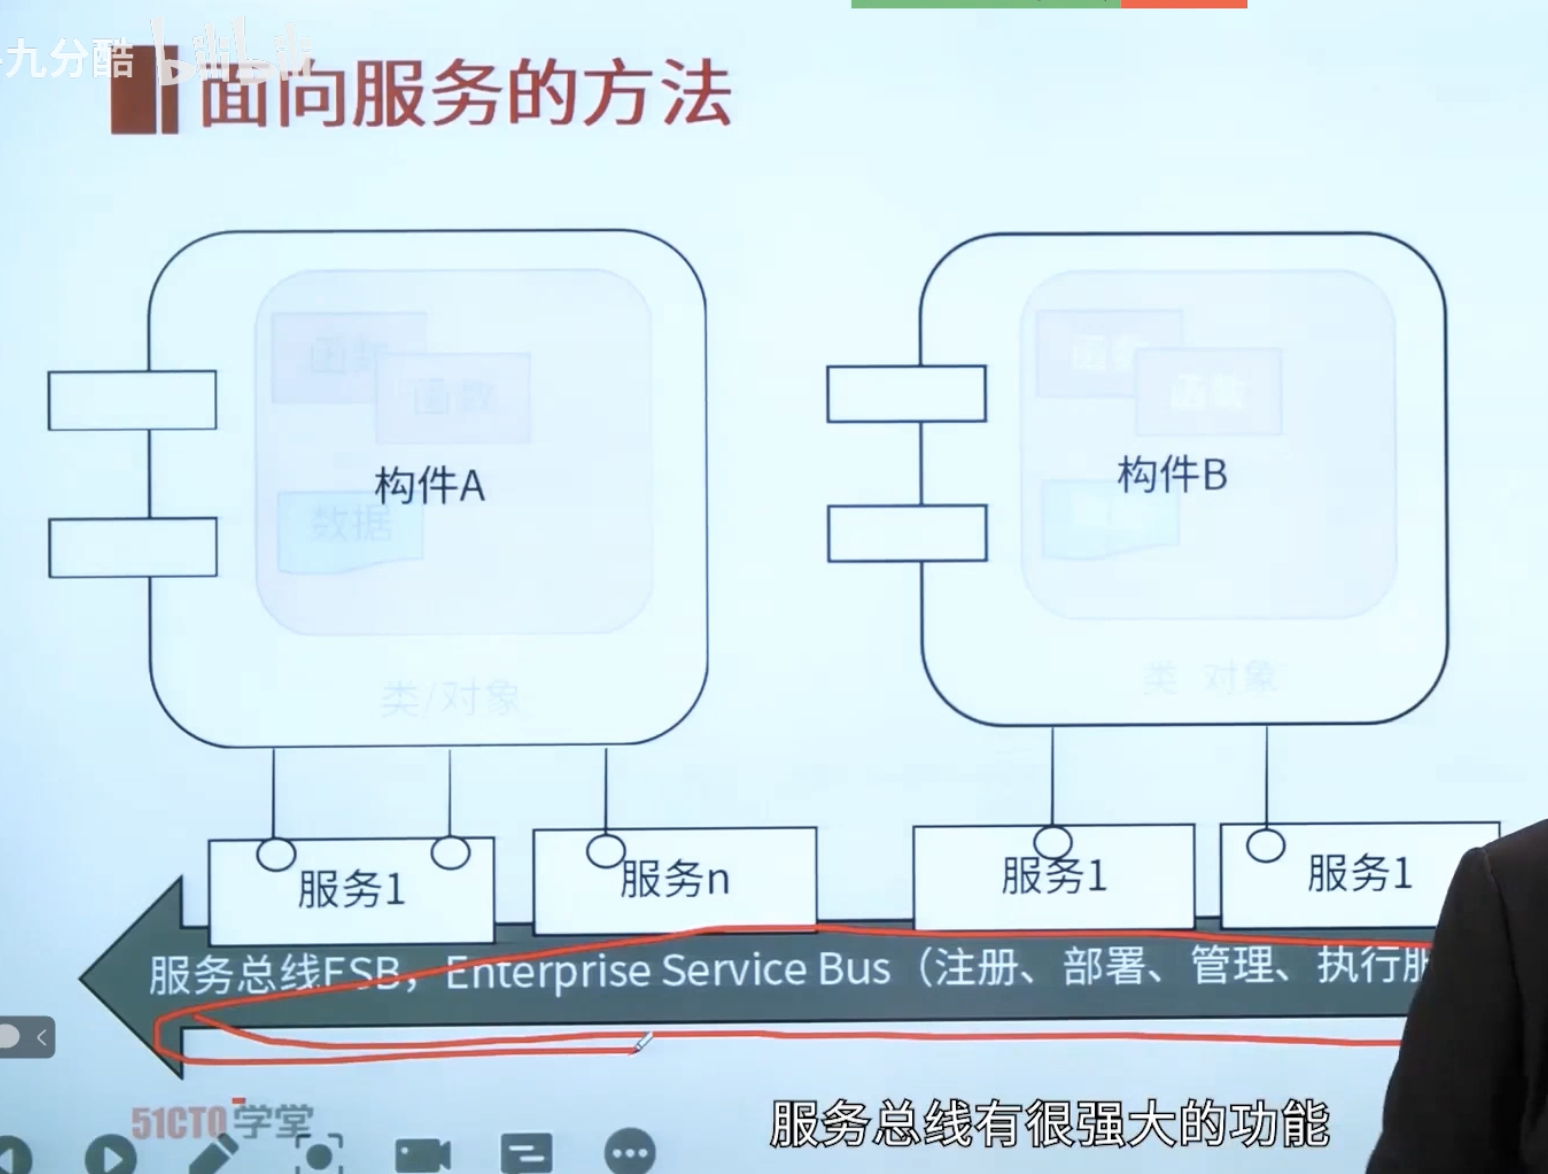 九分酷 bilibili
面向服务的方法
函数
函数
函数
函数
构件A
构件B
数据
类/对象
类 对象
服务1
服务n
服务1
服务1
服务总线ESB，Enterprise Service Bus（注册、部署、管理、执行服
51CTO学堂
服务总线有很强大的功能